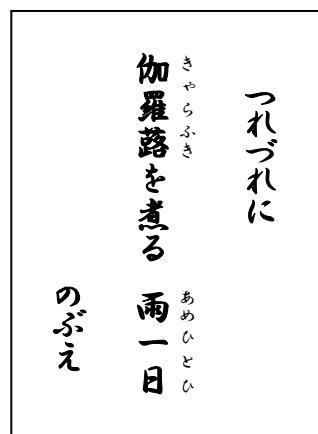 つれづれに
きゃらふき
あめひとひ
伽羅蕗を煮る 雨一日
のぶえ